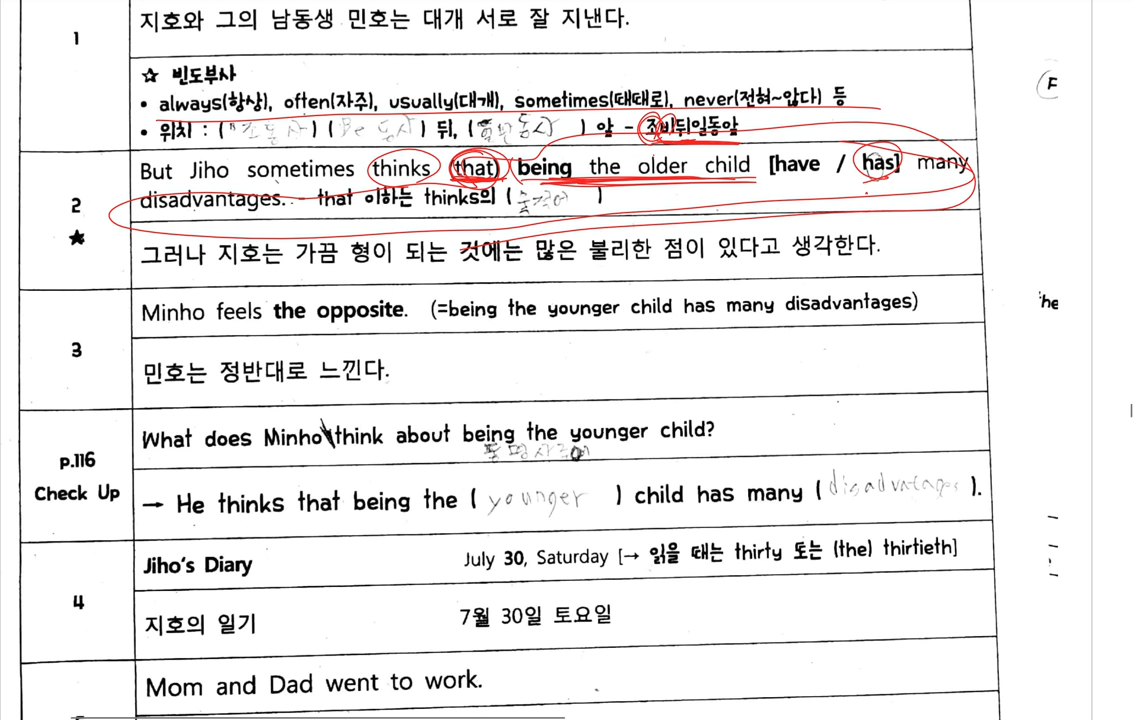 1
지호와 그의 남동생 민호는 대개 서로 잘 지낸다.
☆ 빈도부사
• always(항상), often(자주), usually(대개), sometimes(때때로), never(전혀~않다) 등
• 위치 : (조동사) (be 동사) 뒤, (일반동사) 앞 - 조비뒤일동앞
2
★
But Jiho sometimes thinks (that) (being the older child [have / has] many
disadvantages. that 이하는 thinks의 (목적어)
그러나 지호는 가끔 형이 되는 것에는 많은 불리한 점이 있다고 생각한다.
3
Minho feels the opposite. (=being the younger child has many disadvantages)
민호는 정반대로 느낀다.
p.116
Check Up
What does Minho think about being the younger child?
동명사
→ He thinks that being the ( younger ) child has many ( disadvantages ).
4
Jiho's Diary July 30, Saturday [→ 읽을 때는 thirty 또는 (the) thirtieth]
지호의 일기 7월 30일 토요일
Mom and Dad went to work.
he